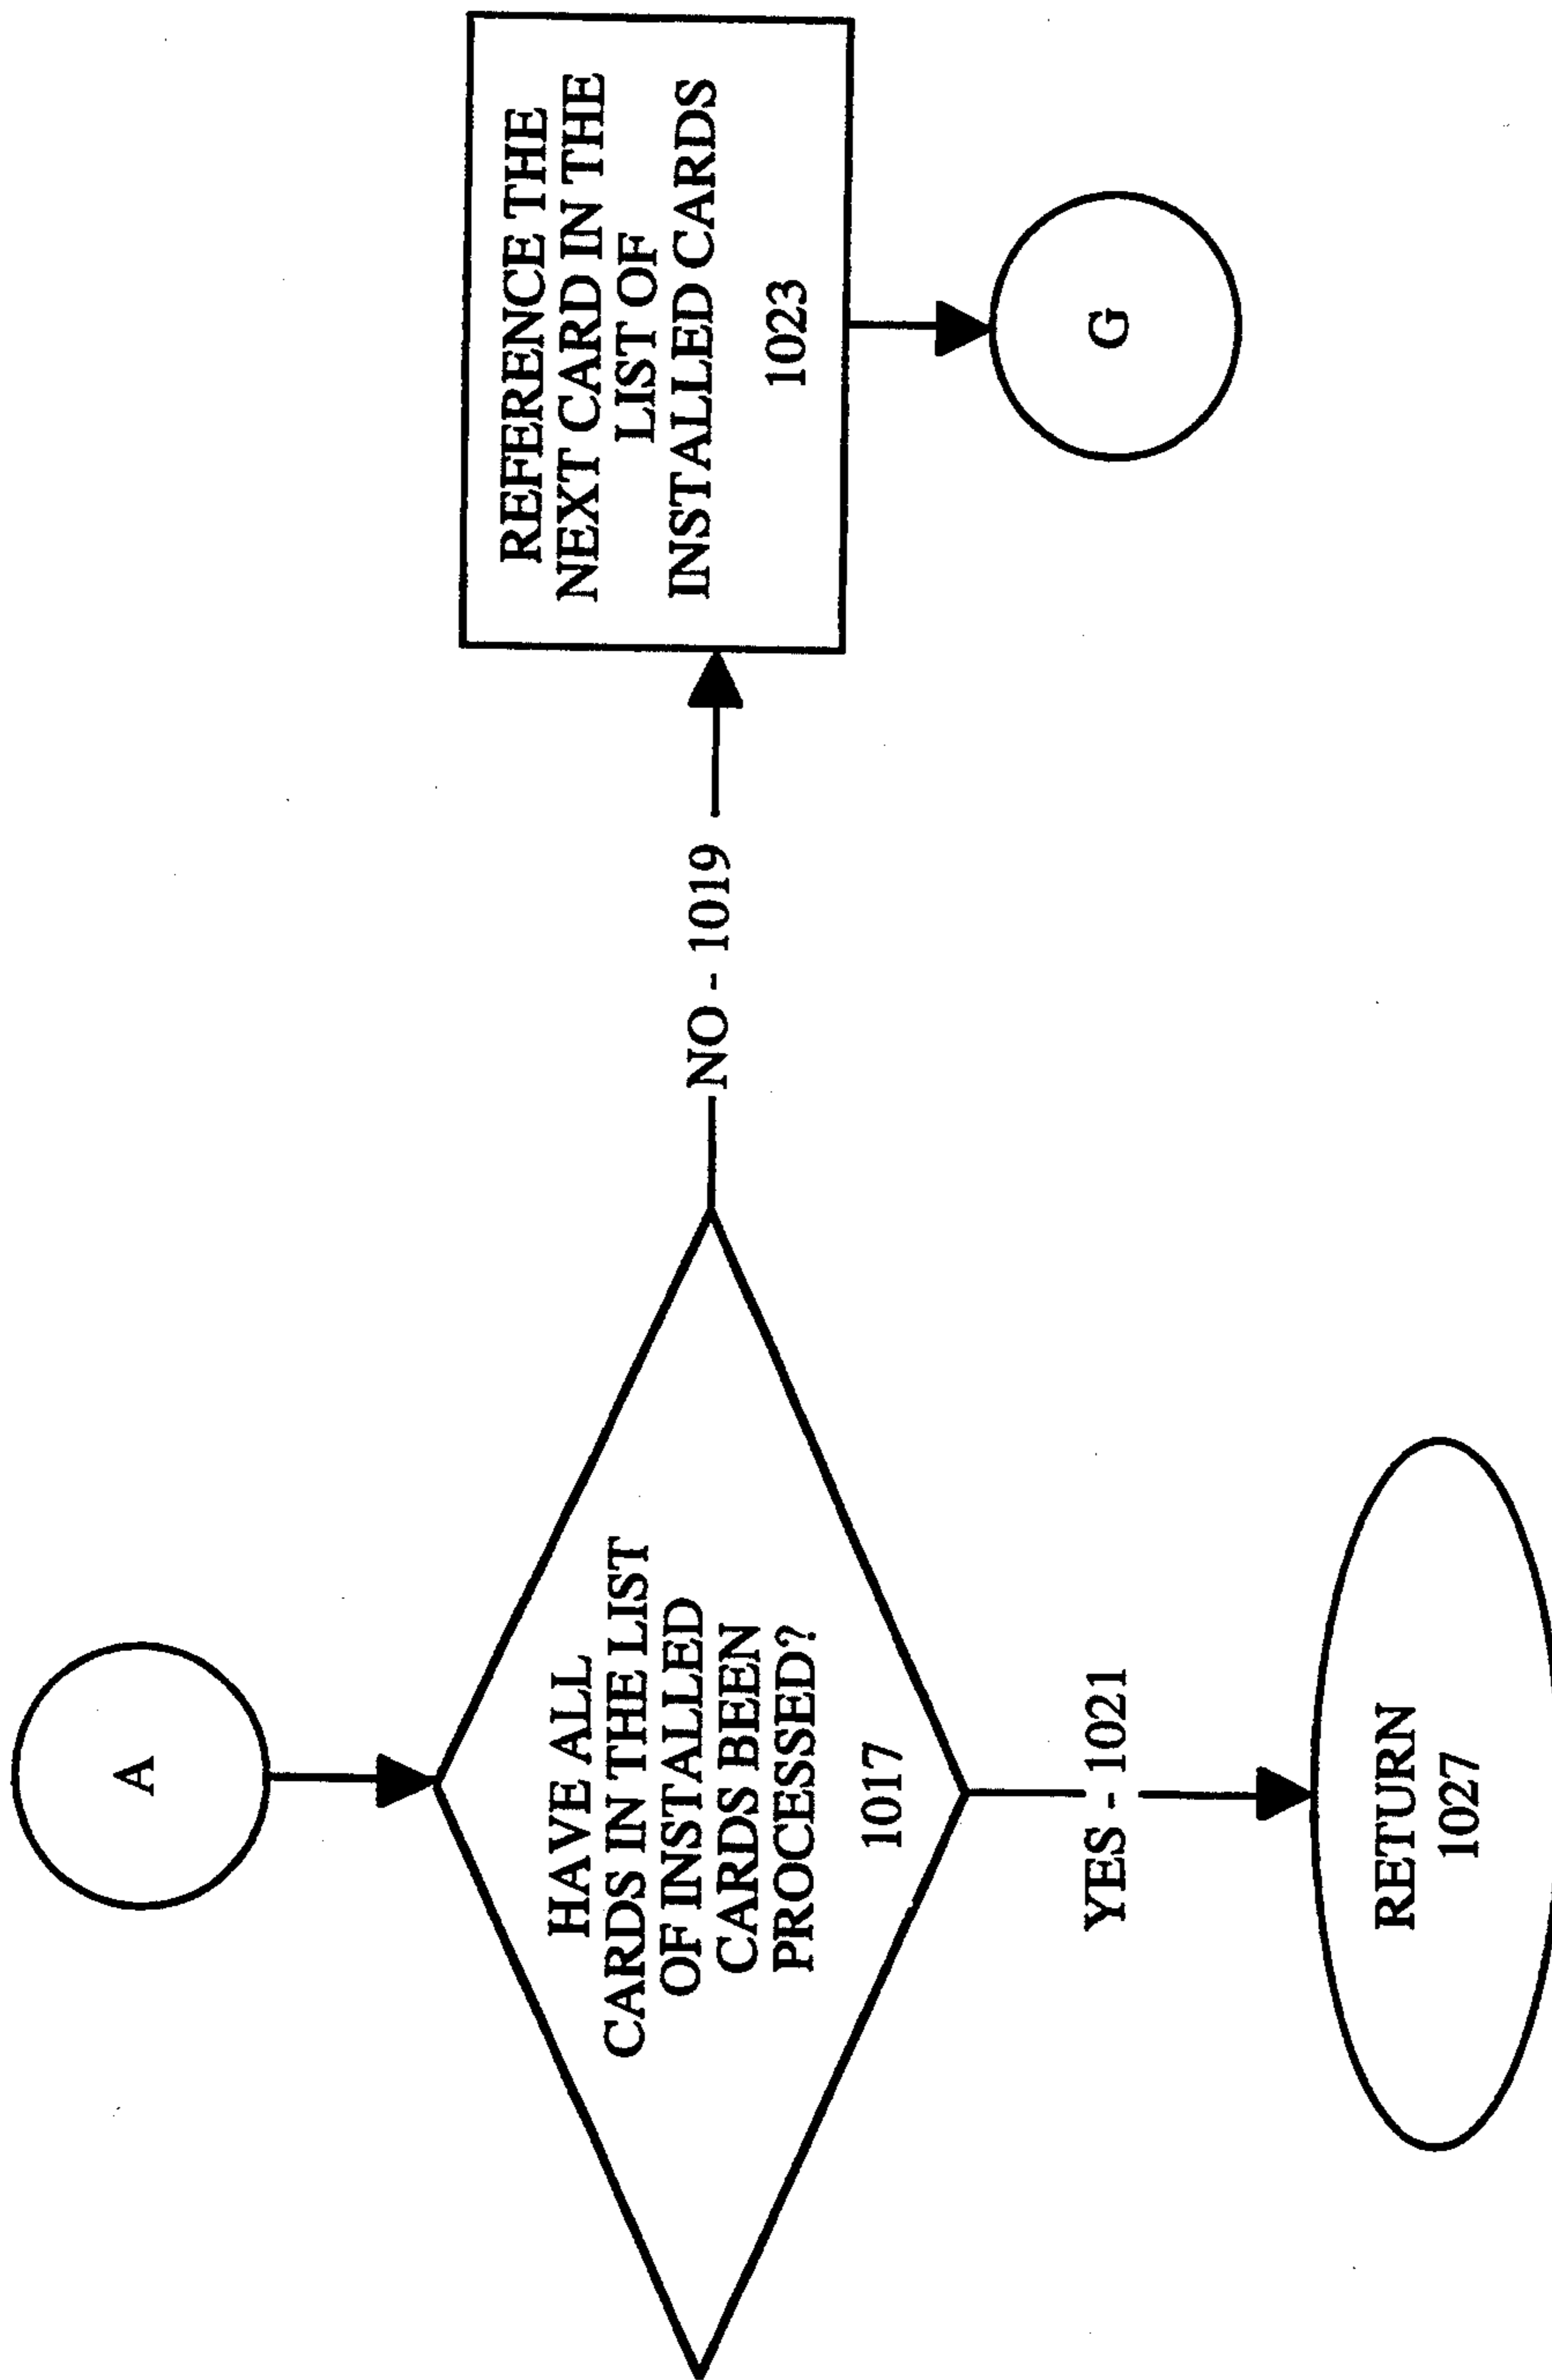 A
HAVE ALL
CARDS IN THE LIST
OF INSTALLED
CARDS BEEN
PROCESSED?
1017
NO - 1019
REFERENCE THE
NEXT CARD IN THE
LIST OF
INSTALLED CARDS
1023
G
YES - 1021
RETURN
1027